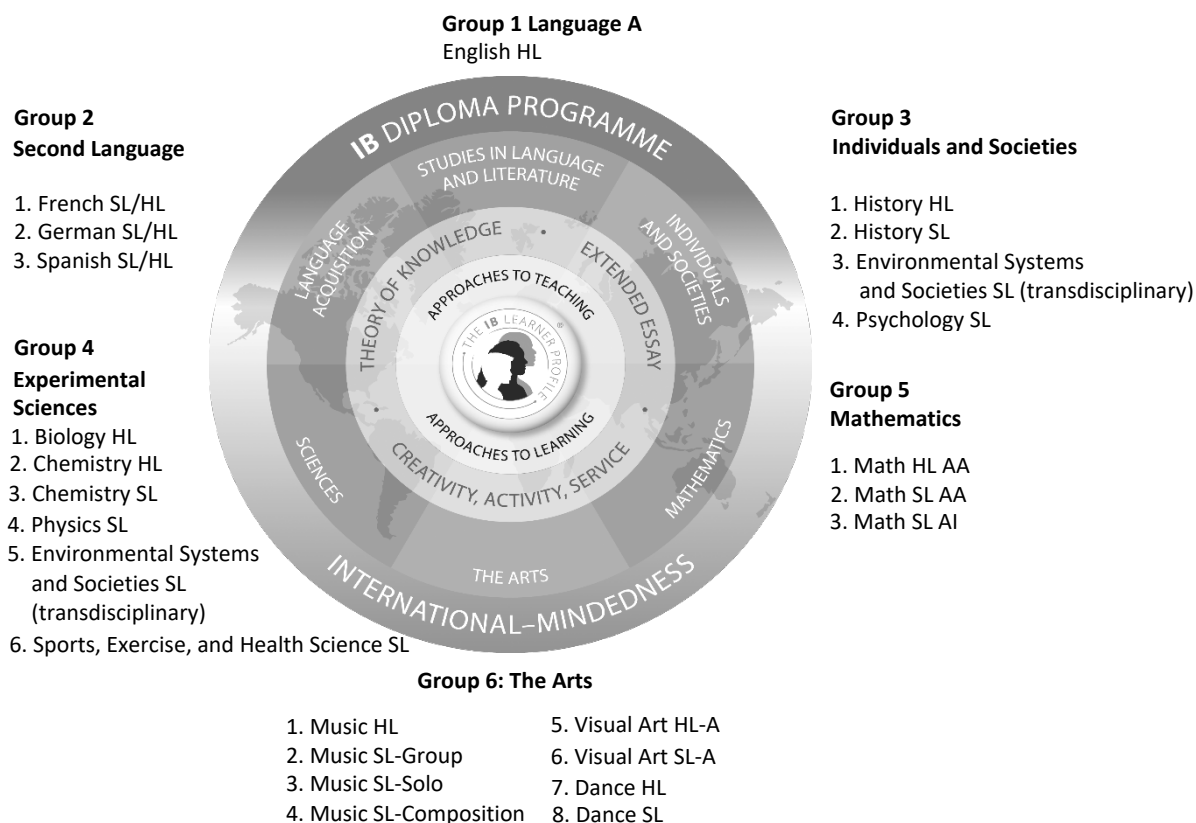 Group 1 Language A
English HL
Group 2
Second Language
1. French SL/HL
2. German SL/HL
3. Spanish SL/HL
Group 3
Individuals and Societies
1. History HL
2. History SL
3. Environmental Systems
and Societies SL (transdisciplinary)
4. Psychology SL
Group 4
Experimental
Sciences
1. Biology HL
2. Chemistry HL
3. Chemistry SL
4. Physics SL
5. Environmental Systems
and Societies SL
(transdisciplinary)
6. Sports, Exercise, and Health Science SL
Group 5
Mathematics
1. Math HL AA
2. Math SL AA
3. Math SL AI
IB DIPLOMA PROGRAMME
STUDIES IN LANGUAGE
AND LITERATURE
LANGUAGE
ACQUISITION
INDIVIDUALS
AND SOCIETIES
THEORY OF KNOWLEDGE
EXTENDED ESSAY
APPROACHES TO TEACHING
THE IB LEARNER PROFILE
®
APPROACHES TO LEARNING
CREATIVITY, ACTIVITY, SERVICE
SCIENCES
MATHEMATICS
THE ARTS
INTERNATIONAL–MINDEDNESS
Group 6: The Arts
1. Music HL
2. Music SL-Group
3. Music SL-Solo
4. Music SL-Composition
5. Visual Art HL-A
6. Visual Art SL-A
7. Dance HL
8. Dance SL